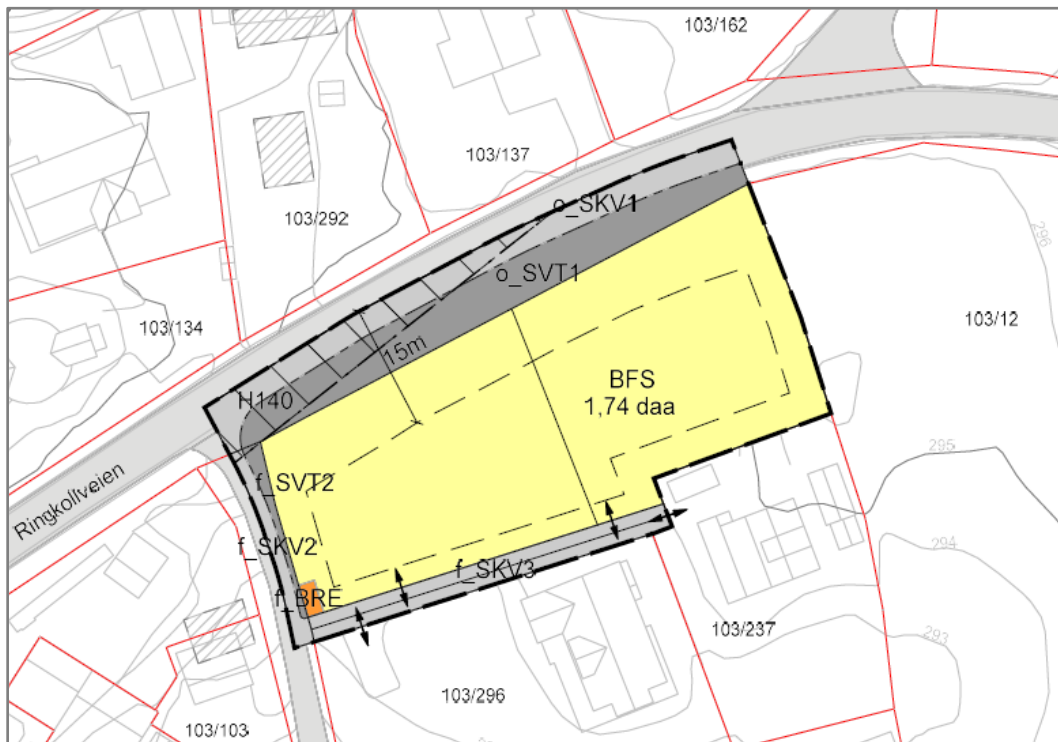 103/162
103/137
103/292
o_SKV1
296
o_SVT1
103/134
103/12
15m
BFS
1,74 daa
H140
295
Ringkollveien
f_SVT2
f_SKV2
f_SKV3
294
f_BRE
103/237
293
103/296
103/103